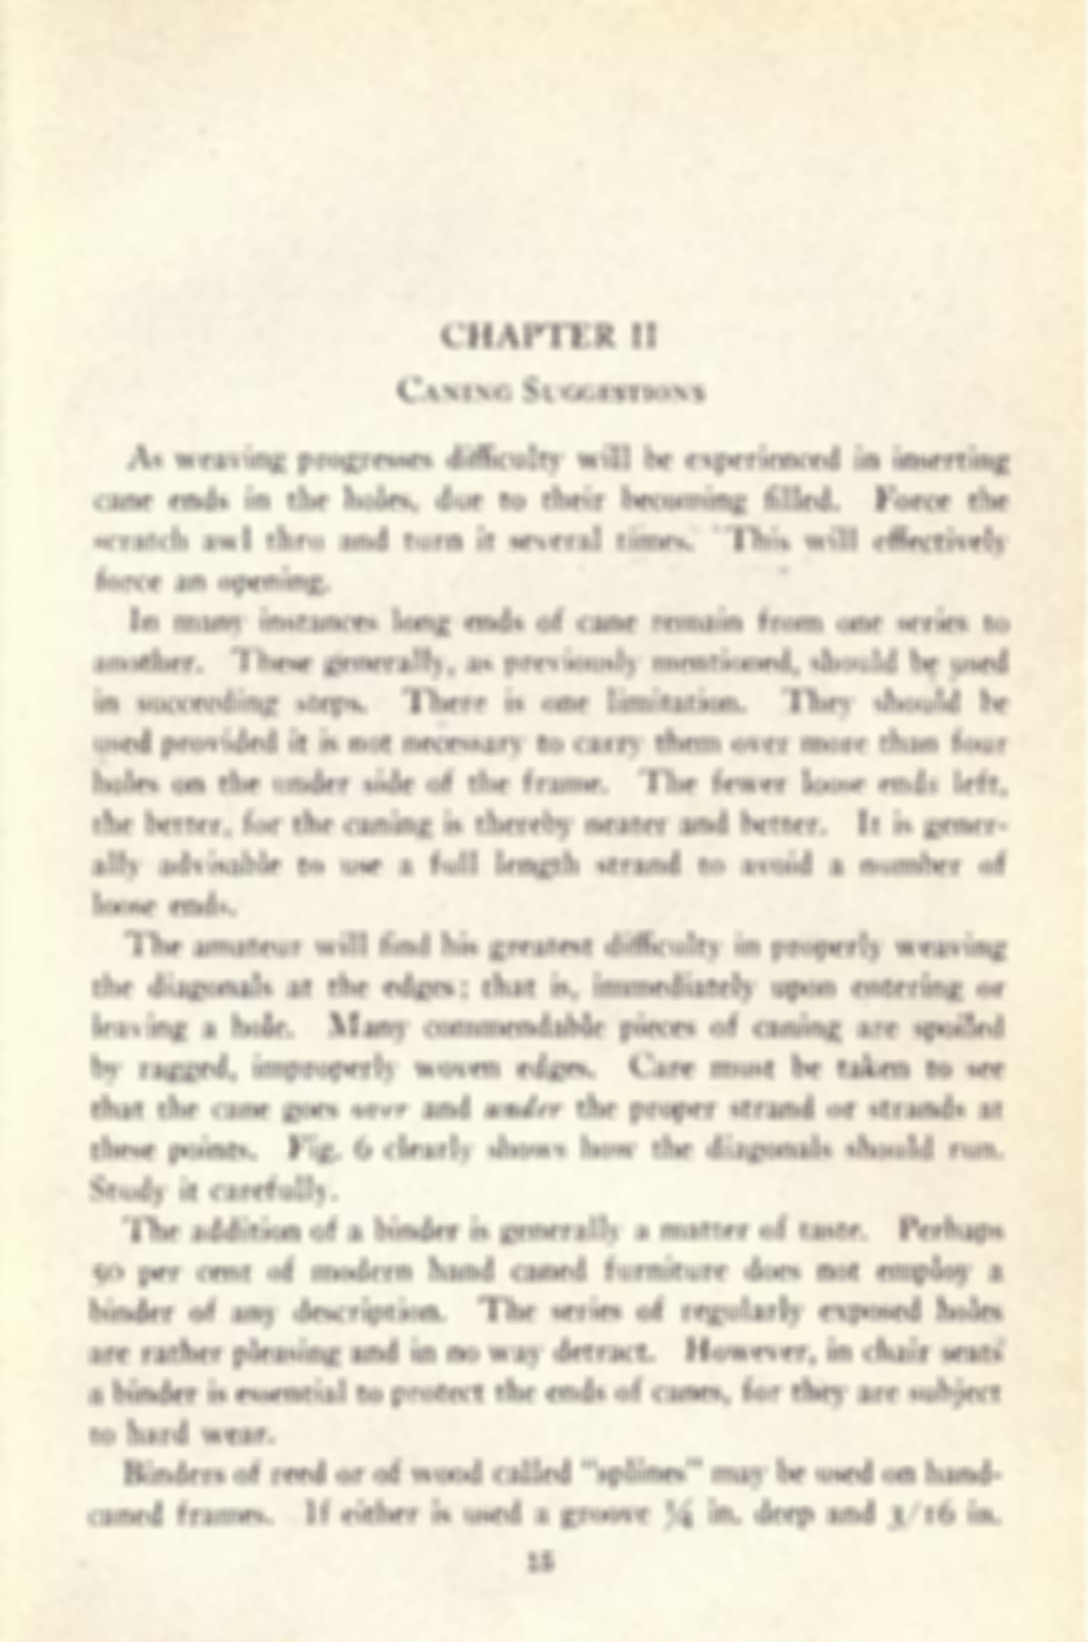 CHAPTER II
CANING SUGGESTIONS
As weaving progresses difficulty will be experienced in inserting
cane ends in the holes, due to their becoming filled. Force the
scratch awl thru and turn it several times. This will effectively
force an opening.
In many instances long ends of cane remain from one series to
another. These generally, as previously mentioned, should be used
in succeeding steps. There is one limitation. They should be
used provided it is not necessary to carry them over more than four
holes on the under side of the frame. The fewer loose ends left,
the better, for the caning is thereby neater and better. It is gener-
ally advisable to use a full length strand to avoid a number of
loose ends.
The amateur will find his greatest difficulty in properly weaving
the diagonals at the edges; that is, immediately upon entering or
leaving a hole. Many commendable pieces of caning are spoiled
by ragged, improperly woven edges. Care must be taken to see
that the cane goes over and under the proper strand or strands at
these points. Fig. 6 clearly shows how the diagonals should run.
Study it carefully.
The addition of a binder is generally a matter of taste. Perhaps
50 per cent of modern hand caned furniture does not employ a
binder of any description. The series of regularly exposed holes
are rather pleasing and in no way detract. However, in chair seats
a binder is essential to protect the ends of canes, for they are subject
to hard wear.
Binders of reed or of wood called "splines" may be used on hand-
caned frames. If either is used a groove ¼ in. deep and 3/16 in.
15